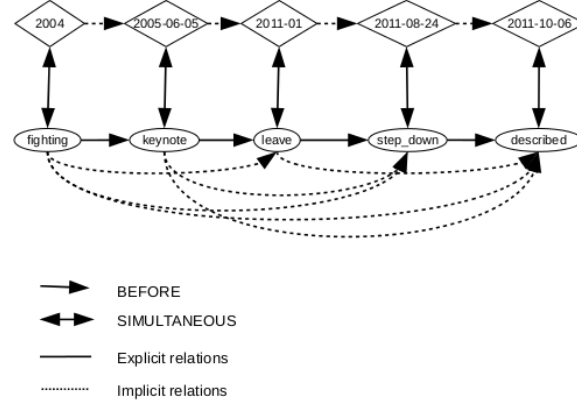 2004 2005-06-05 2011-01 2011-08-24 2011-10-06
fighting keynote leave step_down described
BEFORE
SIMULTANEOUS
Explicit relations
Implicit relations